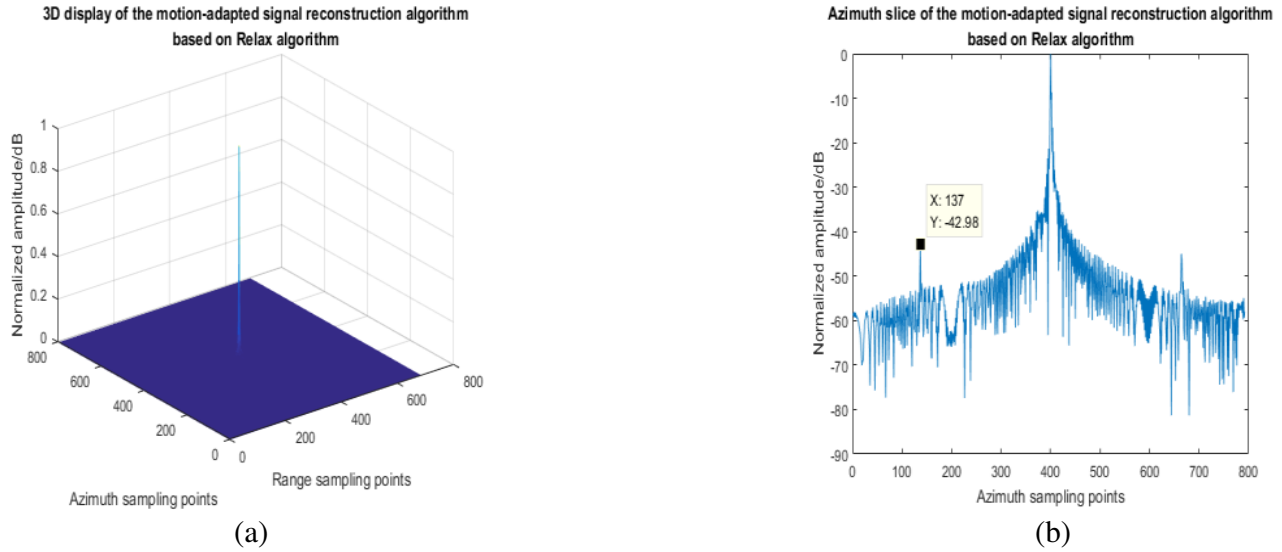 3D display of the motion-adapted signal reconstruction algorithm
based on Relax algorithm
Normalized amplitude/dB
1
0.8
0.6
0.4
0.2
0
800
600
400
200
0
0
200
400
600
800
Azimuth sampling points
Range sampling points
(a)
Azimuth slice of the motion-adapted signal reconstruction algorithm
based on Relax algorithm
Normalized amplitude/dB
0
-10
-20
-30
-40
-50
-60
-70
-80
-90
X: 137
Y: -42.98
0
100
200
300
400
500
600
700
800
Azimuth sampling points
(b)